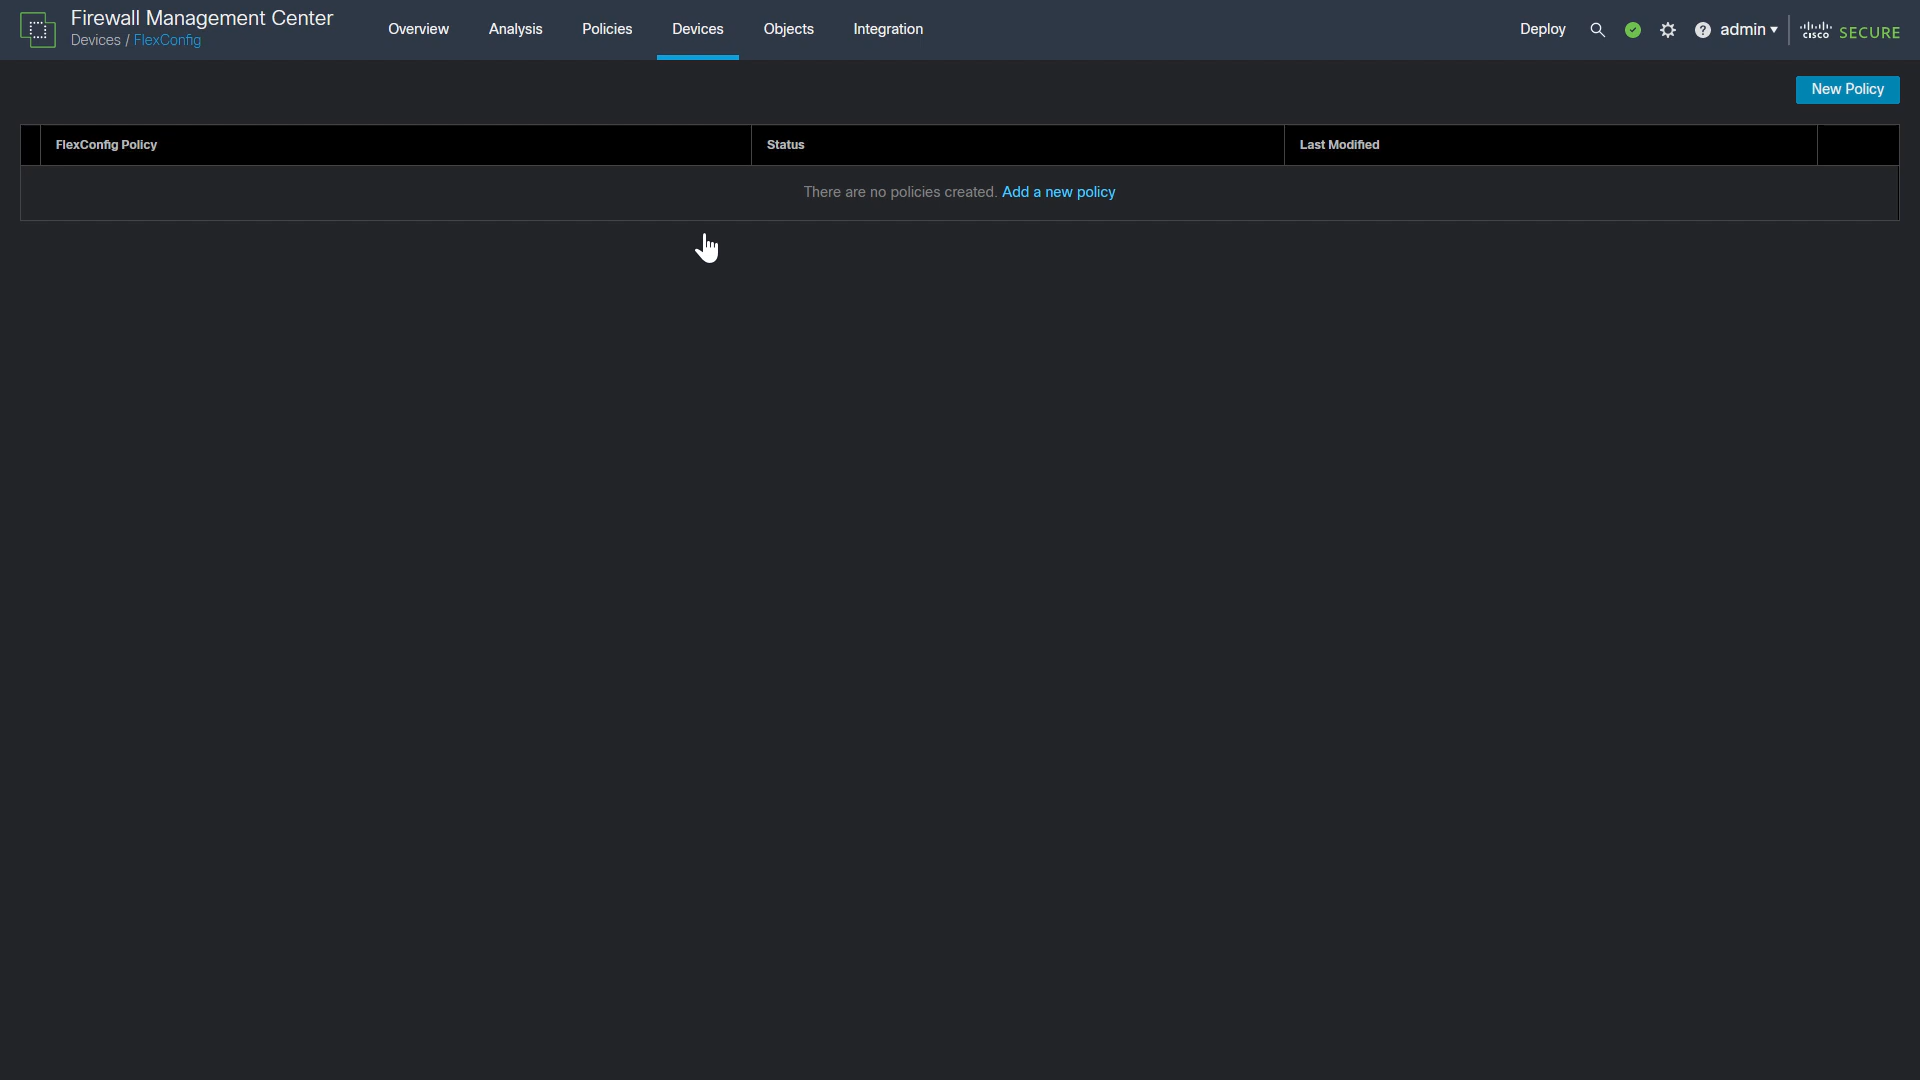 Firewall Management Center
Devices / FlexConfig
Overview Analysis Policies Devices Objects Integration
Deploy admin
cisco SECURE
New Policy
FlexConfig Policy Status Last Modified
There are no policies created. Add a new policy